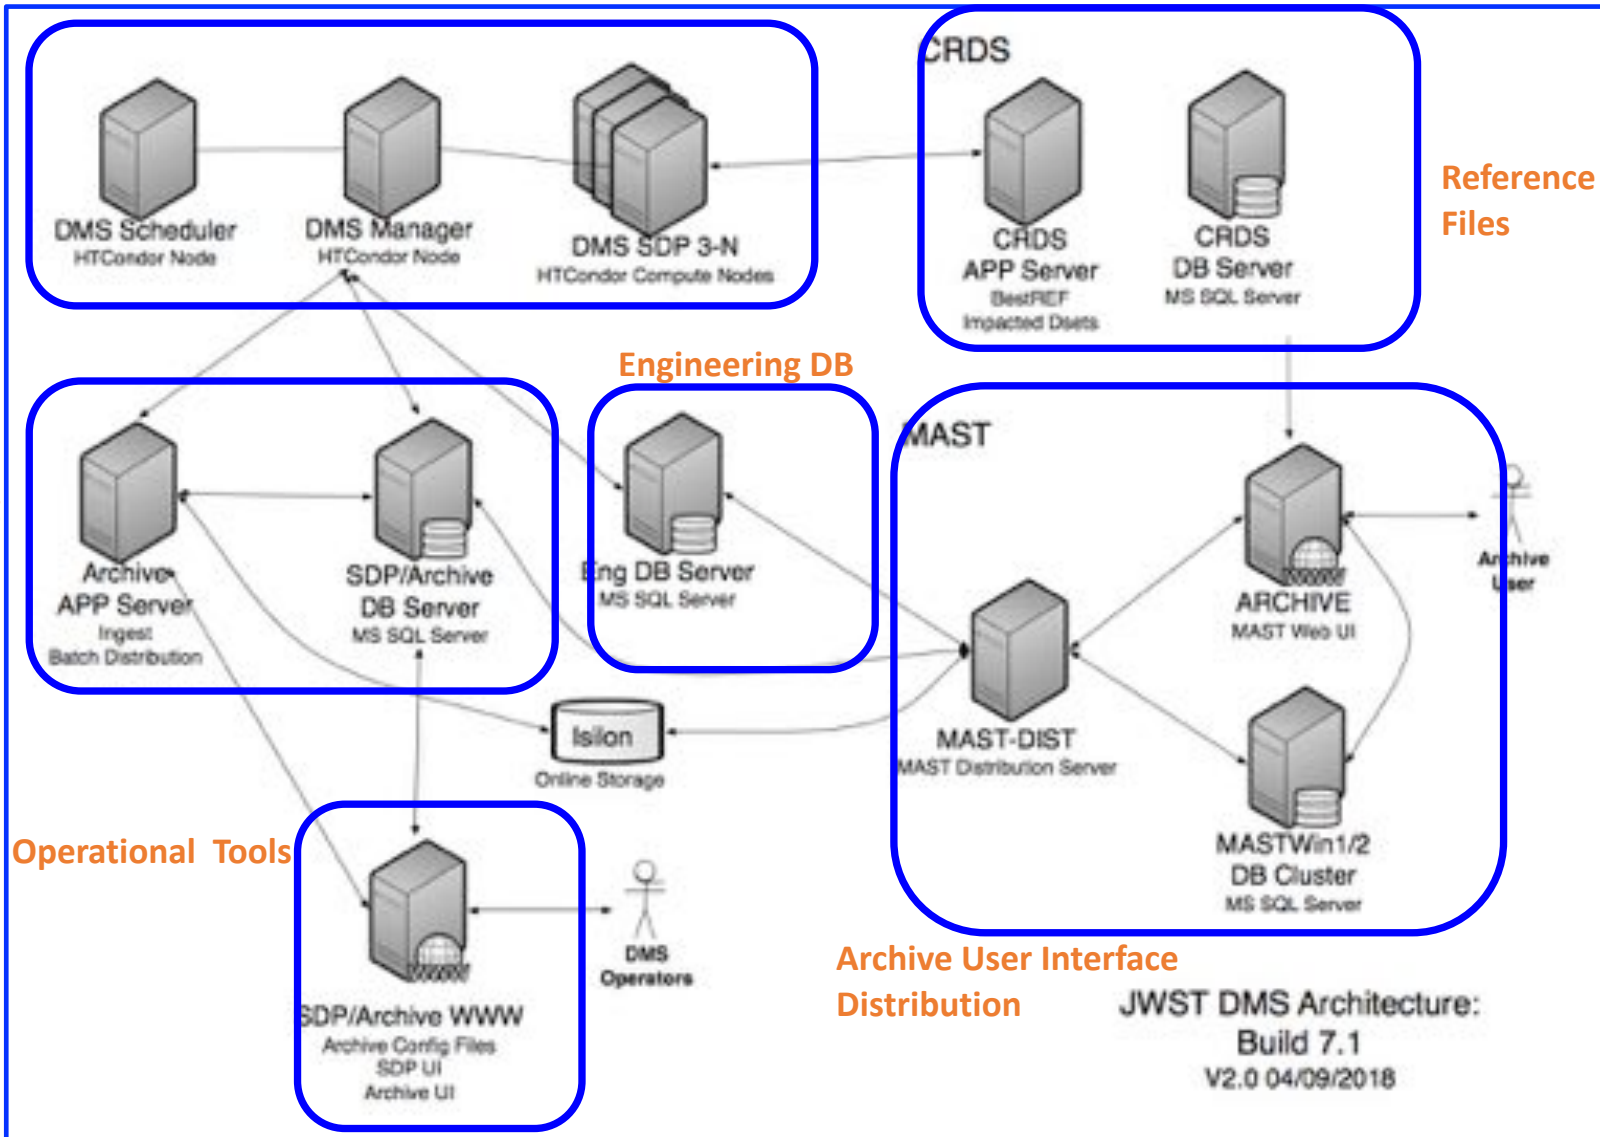 CRDS
DMS Scheduler
HTCondor Node
DMS Manager
HTCondor Node
DMS SDP 3-N
HTCondor Compute Nodes
CRDS
APP Server
BestREF
Impacted Dsets
CRDS
DB Server
MS SQL Server
Reference
Files
Engineering DB
MAST
Archive
APP Server
Ingest
Batch Distribution
SDP/Archive
DB Server
MS SQL Server
Eng DB Server
MS SQL Server
ARCHIVE
MAST Web UI
Archive
User
MAST-DIST
MAST Distribution Server
Isilon
Online Storage
MASTWin1/2
DB Cluster
MS SQL Server
Operational Tools
DMS
Operators
SDP/Archive WWW
Archive Config Files
SDP UI
Archive UI
Archive User Interface
Distribution
JWST DMS Architecture:
Build 7.1
V2.0 04/09/2018